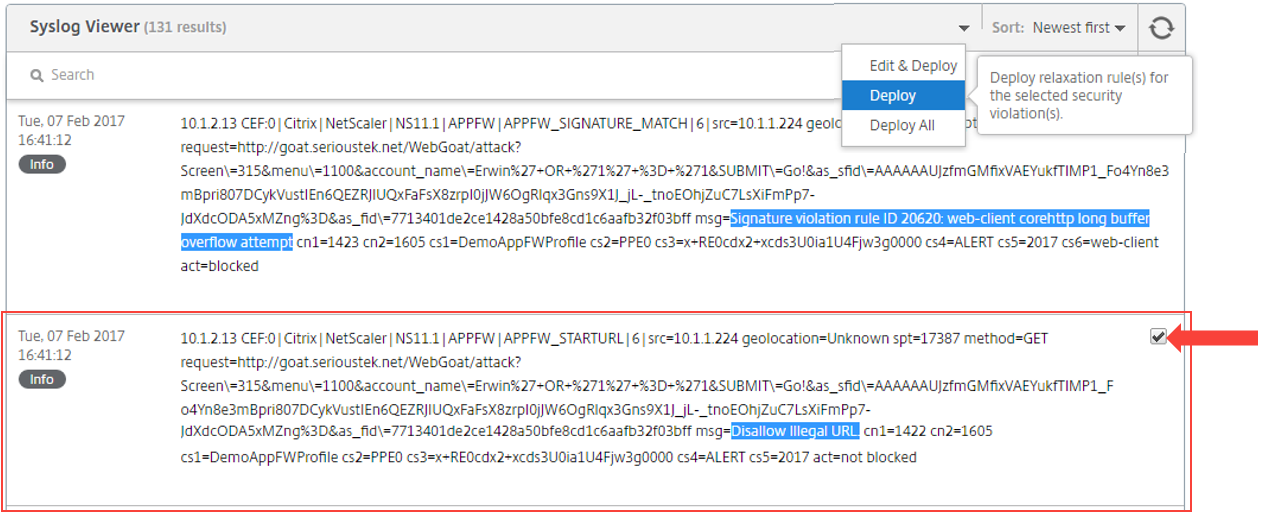 Syslog Viewer (131 results)
Sort: Newest first
Search
Edit & Deploy
Deploy
Deploy All
Deploy relaxation rule(s) for
the selected security
violation(s).
Tue, 07 Feb 2017
16:41:12
Info
10.1.2.13 CEF:0|Citrix|NetScaler|NS11.1|APPFW|APPFW_SIGNATURE_MATCH|6|src=10.1.1.224 geoloc
request=http://goat.serioustek.net/WebGoat/attack?
Screen\=315&menu\=1100&account_name\=Erwin%27+OR+%271%27+%3D+%271&SUBMIT\=Go!&as_sfid\=AAAAAAUJzfmGMfixVAEYukfTIMP1_Fo4Yn8e3
mBpri807DCykVustIEn6QEZRJIUQxFaFsX8zrpI0jJW6OgRIqx3Gns9X1J_jL-_tnoEOhjZuC7LsXiFmPp7-
JdXdcODA5xMZng%3D&as_fid\=7713401de2ce1428a50bfe8cd1c6aafb32f03bff msg=Signature violation rule ID 20620: web-client corehttp long buffer
overflow attempt cn1=1423 cn2=1605 cs1=DemoAppFWProfile cs2=PPE0 cs3=x+RE0cdx2+xcds3U0ia1U4Fjw3g0000 cs4=ALERT cs5=2017 cs6=web-client
act=blocked
Tue, 07 Feb 2017
16:41:12
Info
10.1.2.13 CEF:0|Citrix|NetScaler|NS11.1|APPFW|APPFW_STARTURL|6|src=10.1.1.224 geolocation=Unknown spt=17387 method=GET
request=http://goat.serioustek.net/WebGoat/attack?
Screen\=315&menu\=1100&account_name\=Erwin%27+OR+%271%27+%3D+%271&SUBMIT\=Go!&as_sfid\=AAAAAAUJzfmGMfixVAEYukfTIMP1_F
o4Yn8e3mBpri807DCykVustIEn6QEZRJIUQxFaFsX8zrpI0jJW6OgRIqx3Gns9X1J_jL-_tnoEOhjZuC7LsXiFmPp7-
JdXdcODA5xMZng%3D&as_fid\=7713401de2ce1428a50bfe8cd1c6aafb32f03bff msg=Disallow Illegal URL. cn1=1422 cn2=1605
cs1=DemoAppFWProfile cs2=PPE0 cs3=x+RE0cdx2+xcds3U0ia1U4Fjw3g0000 cs4=ALERT cs5=2017 act=not blocked